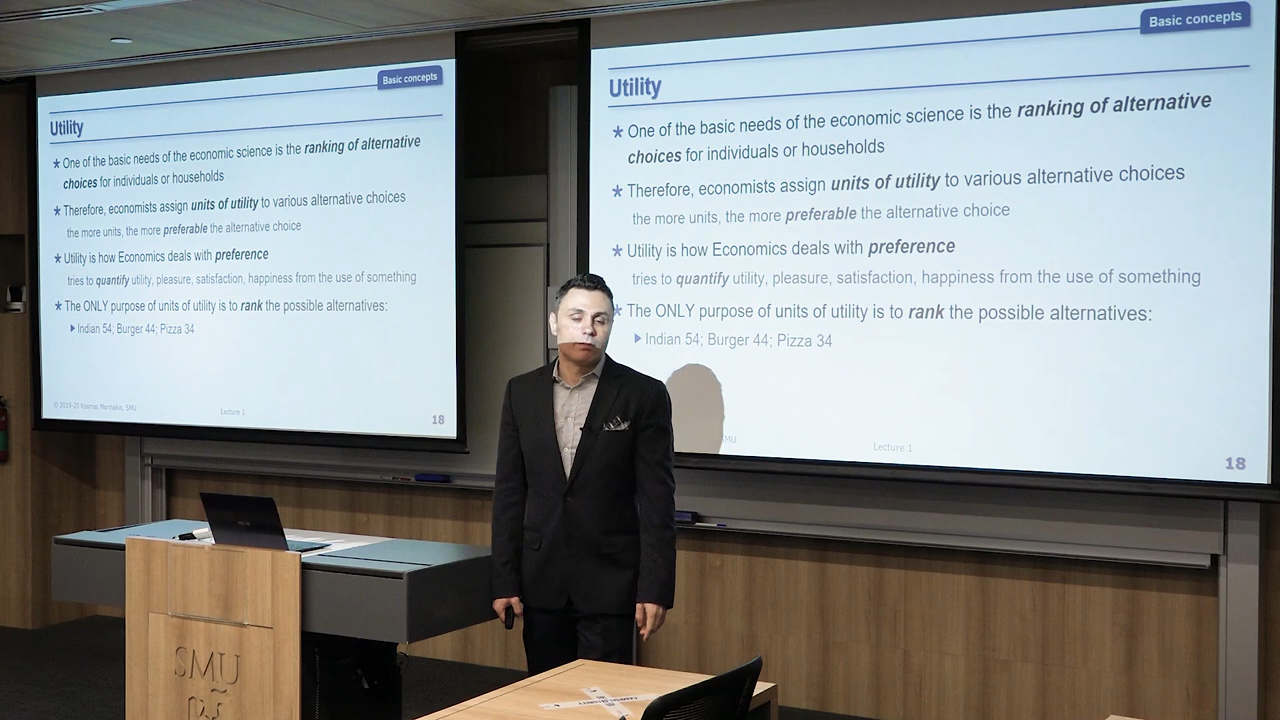 Basic concepts
Utility
* One of the basic needs of the economic science is the ranking of alternative
choices for individuals or households
* Therefore, economists assign units of utility to various alternative choices
the more units, the more preferable the alternative choice
* Utility is how Economics deals with preference
tries to quantify utility, pleasure, satisfaction, happiness from the use of something
* The ONLY purpose of units of utility is to rank the possible alternatives:
Indian 54; Burger 44; Pizza 34
© 2019-20 Kosmas Marinakis, SMU
Lecture 1
18
Basic concepts
Utility
* One of the basic needs of the economic science is the ranking of alternative
choices for individuals or households
* Therefore, economists assign units of utility to various alternative choices
the more units, the more preferable the alternative choice
* Utility is how Economics deals with preference
tries to quantify utility, pleasure, satisfaction, happiness from the use of something
* The ONLY purpose of units of utility is to rank the possible alternatives:
Indian 54; Burger 44; Pizza 34
SMU
Lecture 1
18
SMU